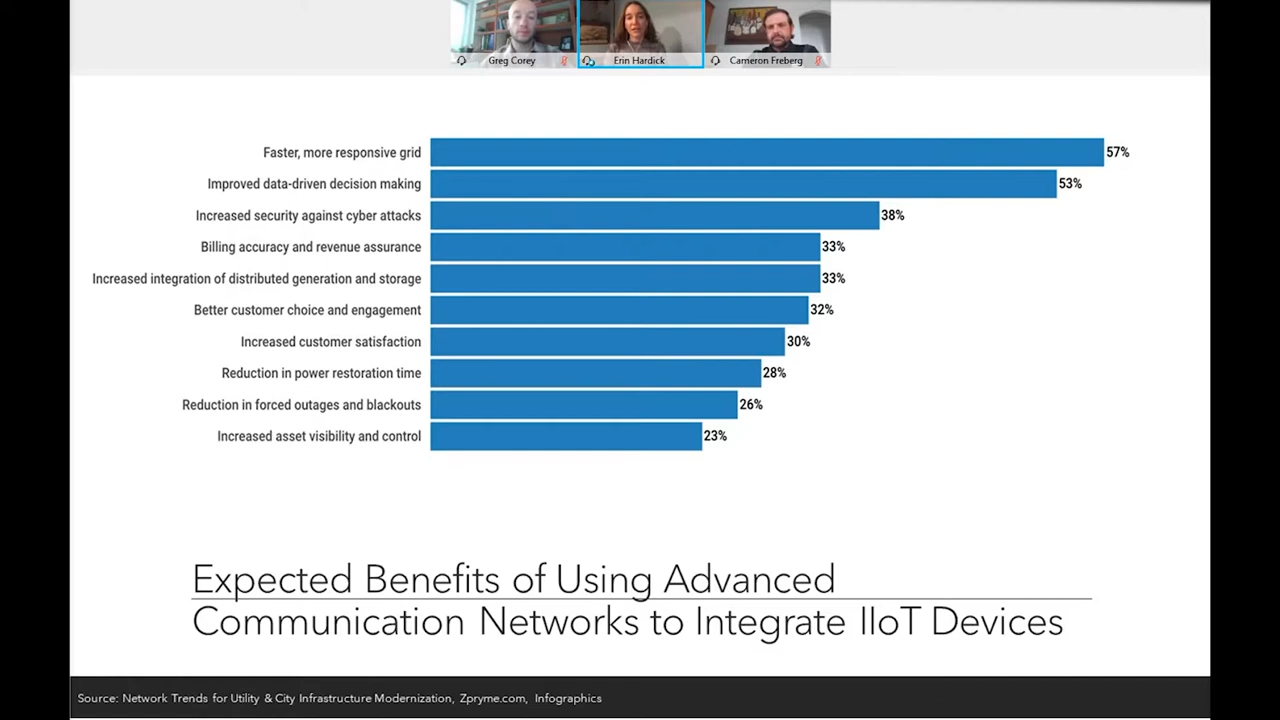 Greg Corey
Erin Hardick
Cameron Freberg
Faster, more responsive grid 57%
Improved data-driven decision making 53%
Increased security against cyber attacks 38%
Billing accuracy and revenue assurance 33%
Increased integration of distributed generation and storage 33%
Better customer choice and engagement 32%
Increased customer satisfaction 30%
Reduction in power restoration time 28%
Reduction in forced outages and blackouts 26%
Increased asset visibility and control 23%
Expected Benefits of Using Advanced
Communication Networks to Integrate IIoT Devices
Source: Network Trends for Utility & City Infrastructure Modernization, Zpryme.com, Infographics